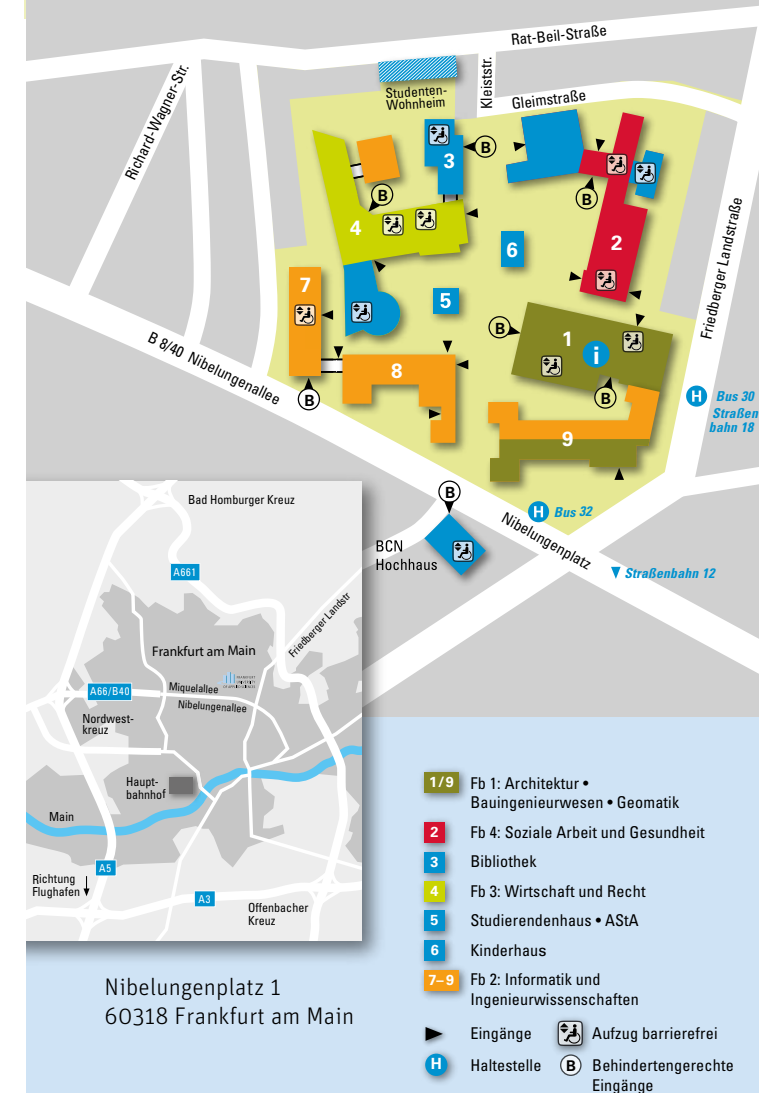 Rat-Beil-Straße
Richard-Wagner-Str.
Kleiststr.
Studenten-
Wohnheim
Gleimstraße
B
3
B
B
4
2
6
Friedberger Landstraße
7
5
B
1
i
8
B 8/40 Nibelungenallee
B
B
H Bus 30
Straßen
bahn 18
9
B
H Bus 32
Nibelungenplatz
BCN
Hochhaus
Straßenbahn 12
Bad Homburger Kreuz
A661
Friedberger Landstr
Frankfurt am Main
FRANKFURT
UNIVERSITY
OF APPLIED SCIENCES
A66/B40
Miquelallee
Nibelungenallee
Nordwest-
kreuz
Haupt-
bahnhof
Main
A5
Richtung
Flughafen
A3
Offenbacher
Kreuz
Nibelungenplatz 1
60318 Frankfurt am Main
1/9 Fb 1: Architektur •
Bauingenieurwesen • Geomatik
2 Fb 4: Soziale Arbeit und Gesundheit
3 Bibliothek
4 Fb 3: Wirtschaft und Recht
5 Studierendenhaus • AStA
6 Kinderhaus
7–9 Fb 2: Informatik und
Ingenieurwissenschaften
Eingänge
Aufzug barrierefrei
H Haltestelle
B Behindertengerechte
Eingänge